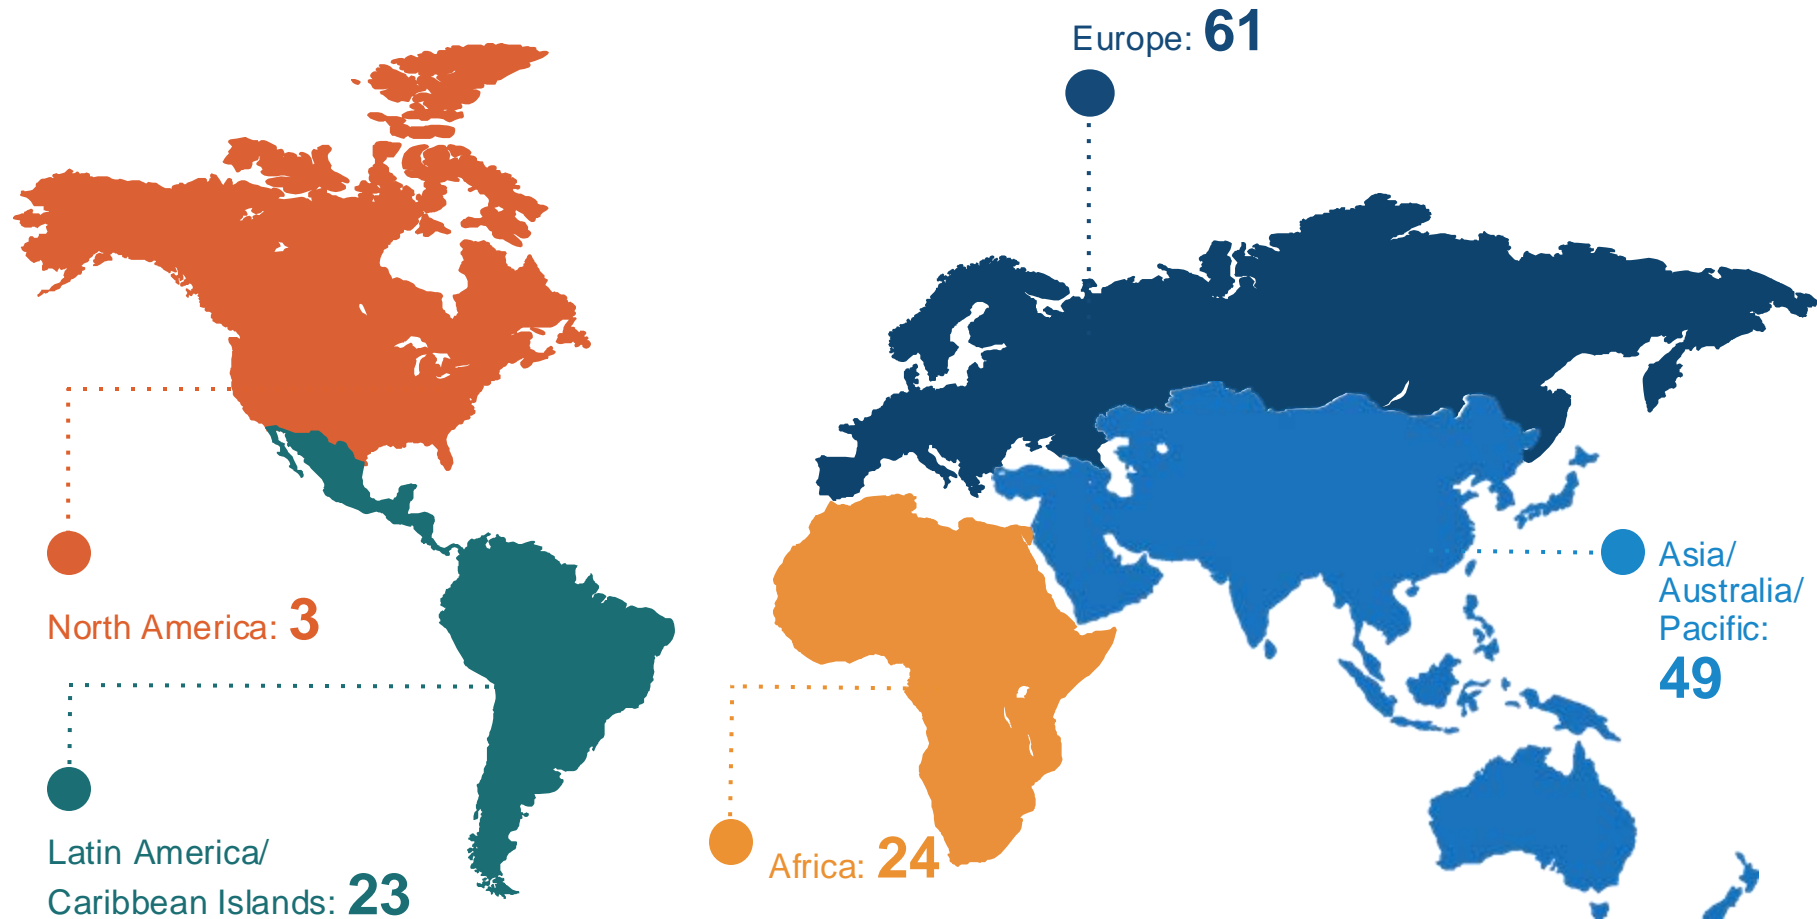 Europe: 61
North America: 3
Asia/
Australia/
Pacific:
49
Latin America/
Caribbean Islands: 23
Africa: 24